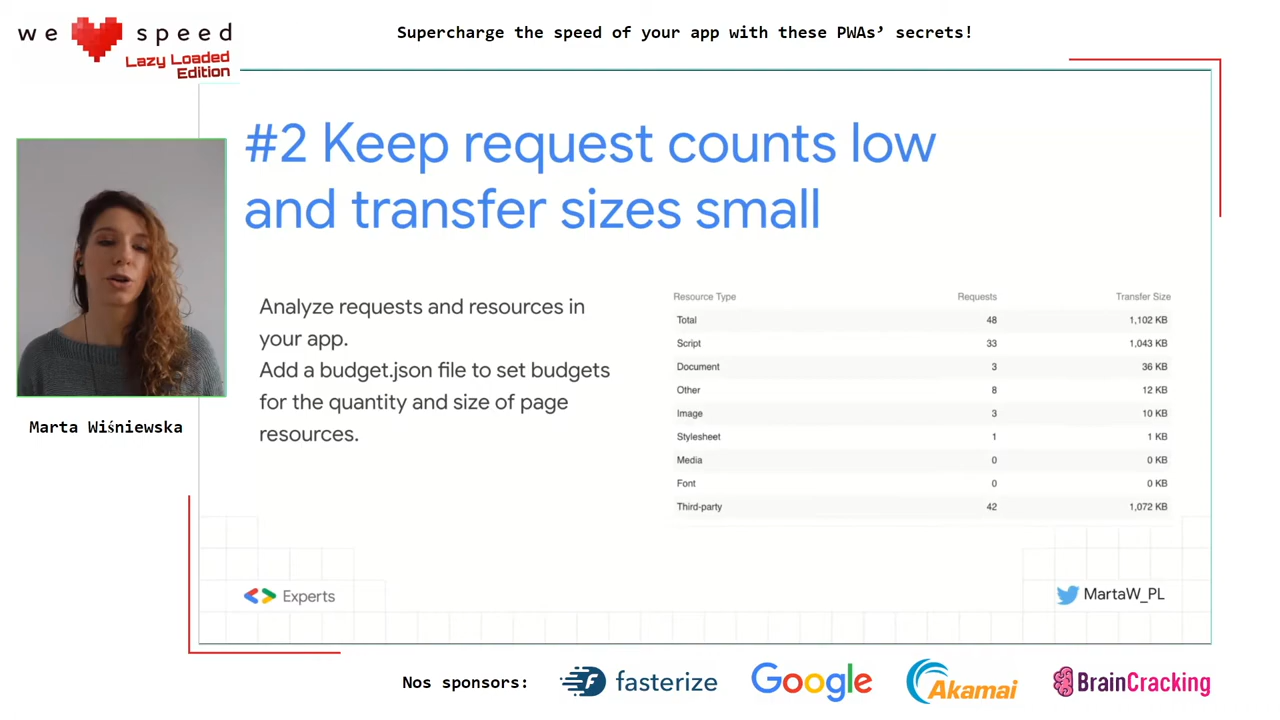 we speed
Lazy Loaded
Edition
Supercharge the speed of your app with these PWAs’ secrets!
#2 Keep request counts low
and transfer sizes small
Analyze requests and resources in
your app.
Add a budget.json file to set budgets
for the quantity and size of page
resources.
Resource Type Requests Transfer Size
Total 48 1,102 KB
Script 33 1,043 KB
Document 3 36 KB
Other 8 12 KB
Image 3 10 KB
Stylesheet 1 1 KB
Media 0 0 KB
Font 0 0 KB
Third-party 42 1,072 KB
Marta Wiśniewska
Experts
MartaW_PL
Nos sponsors: fasterize Google Akamai BrainCracking